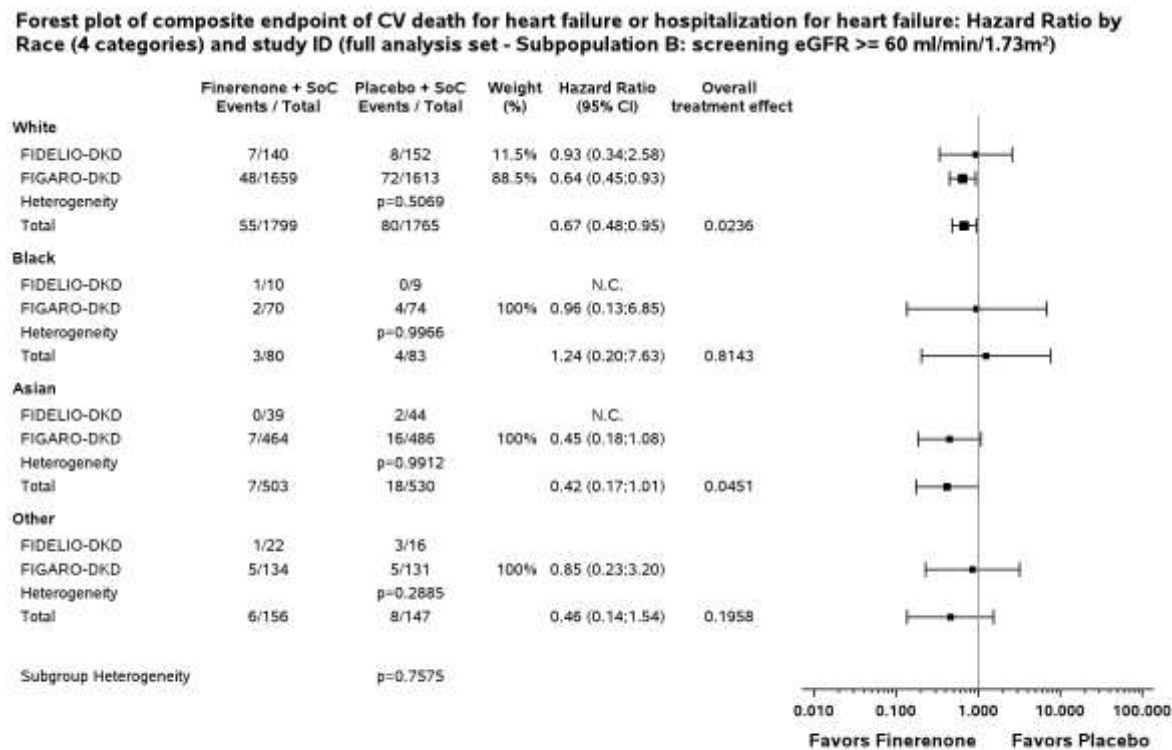 Forest plot of composite endpoint of CV death for heart failure or hospitalization for heart failure: Hazard Ratio by
Race (4 categories) and study ID (full analysis set - Subpopulation B: screening eGFR >= 60 ml/min/1.73m²)
Finerenone + SoC Placebo + SoC Weight Hazard Ratio Overall
Events / Total Events / Total (%) (95% CI) treatment effect
White
FIDELIO-DKD 7/140 8/152 11.5% 0.93 (0.34;2.58)
FIGARO-DKD 48/1659 72/1613 88.5% 0.64 (0.45;0.93)
Heterogeneity p=0.5069
Total 55/1799 80/1765 0.67 (0.48;0.95) 0.0236
Black
FIDELIO-DKD 1/10 0/9 N.C.
FIGARO-DKD 2/70 4/74 100% 0.96 (0.13;6.85)
Heterogeneity p=0.9966
Total 3/80 4/83 1.24 (0.20;7.63) 0.8143
Asian
FIDELIO-DKD 0/39 2/44 N.C.
FIGARO-DKD 7/464 16/486 100% 0.45 (0.18;1.08)
Heterogeneity p=0.9912
Total 7/503 18/530 0.42 (0.17;1.01) 0.0451
Other
FIDELIO-DKD 1/22 3/16
FIGARO-DKD 5/134 5/131 100% 0.85 (0.23;3.20)
Heterogeneity p=0.2885
Total 6/156 8/147 0.46 (0.14;1.54) 0.1958
Subgroup Heterogeneity p=0.7575
0.010 0.100 1.000 10.000 100.000
Favors Finerenone Favors Placebo